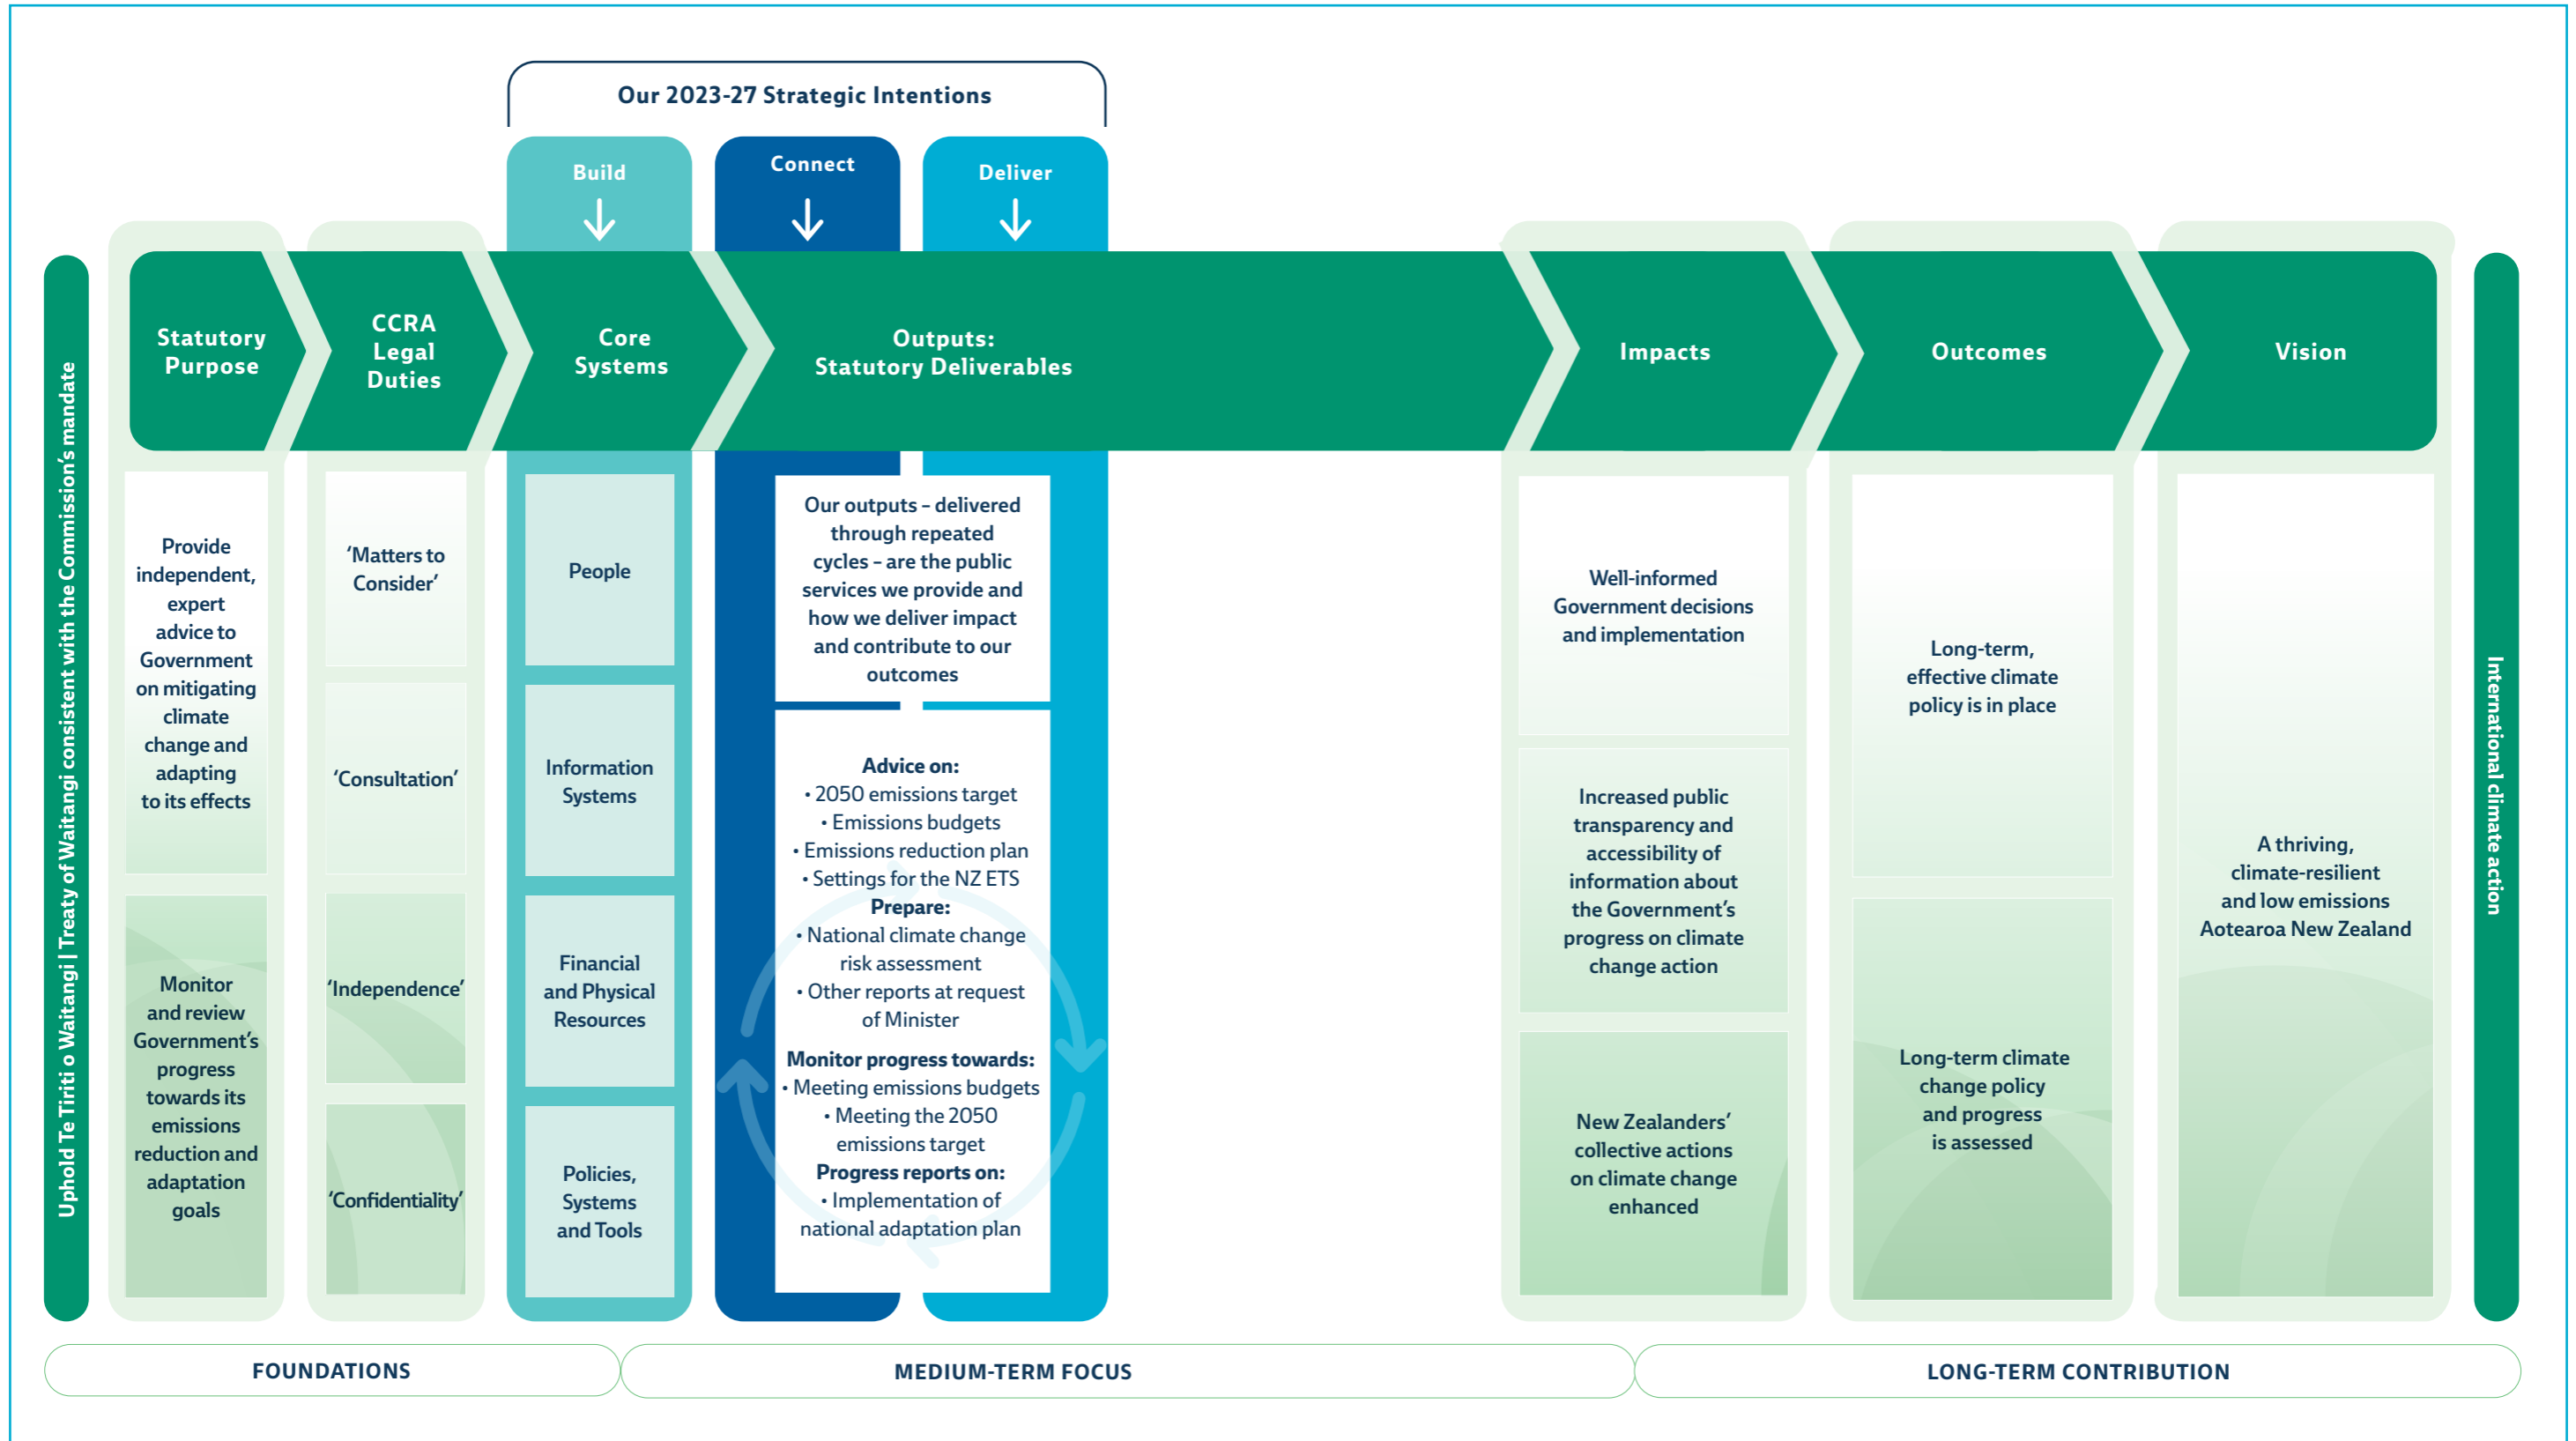 Our 2023-27 Strategic Intentions
Build
Connect
Deliver
Uphold Te Tiriti o Waitangi | Treaty of Waitangi consistent with the Commission’s mandate
Statutory
Purpose
CCRA
Legal
Duties
Core
Systems
Outputs:
Statutory Deliverables
Impacts
Outcomes
Vision
Provide
independent,
expert
advice to
Government
on mitigating
climate
change and
adapting
to its effects
Monitor
and review
Government’s
progress
towards its
emissions
reduction and
adaptation
goals
‘Matters to
Consider’
‘Consultation’
‘Independence’
‘Confidentiality’
People
Information
Systems
Financial
and Physical
Resources
Policies,
Systems
and Tools
Our outputs – delivered
through repeated
cycles – are the public
services we provide and
how we deliver impact
and contribute to our
outcomes
Advice on:
• 2050 emissions target
• Emissions budgets
• Emissions reduction plan
• Settings for the NZ ETS
Prepare:
• National climate change
risk assessment
• Other reports at request
of Minister
Monitor progress towards:
• Meeting emissions budgets
• Meeting the 2050
emissions target
Progress reports on:
• Implementation of
national adaptation plan
Well-informed
Government decisions
and implementation
Increased public
transparency and
accessibility of
information about
the Government’s
progress on climate
change action
New Zealanders’
collective actions
on climate change
enhanced
Long-term,
effective climate
policy is in place
Long-term climate
change policy
and progress
is assessed
A thriving,
climate-resilient
and low emissions
Aotearoa New Zealand
International climate action
FOUNDATIONS
MEDIUM-TERM FOCUS
LONG-TERM CONTRIBUTION